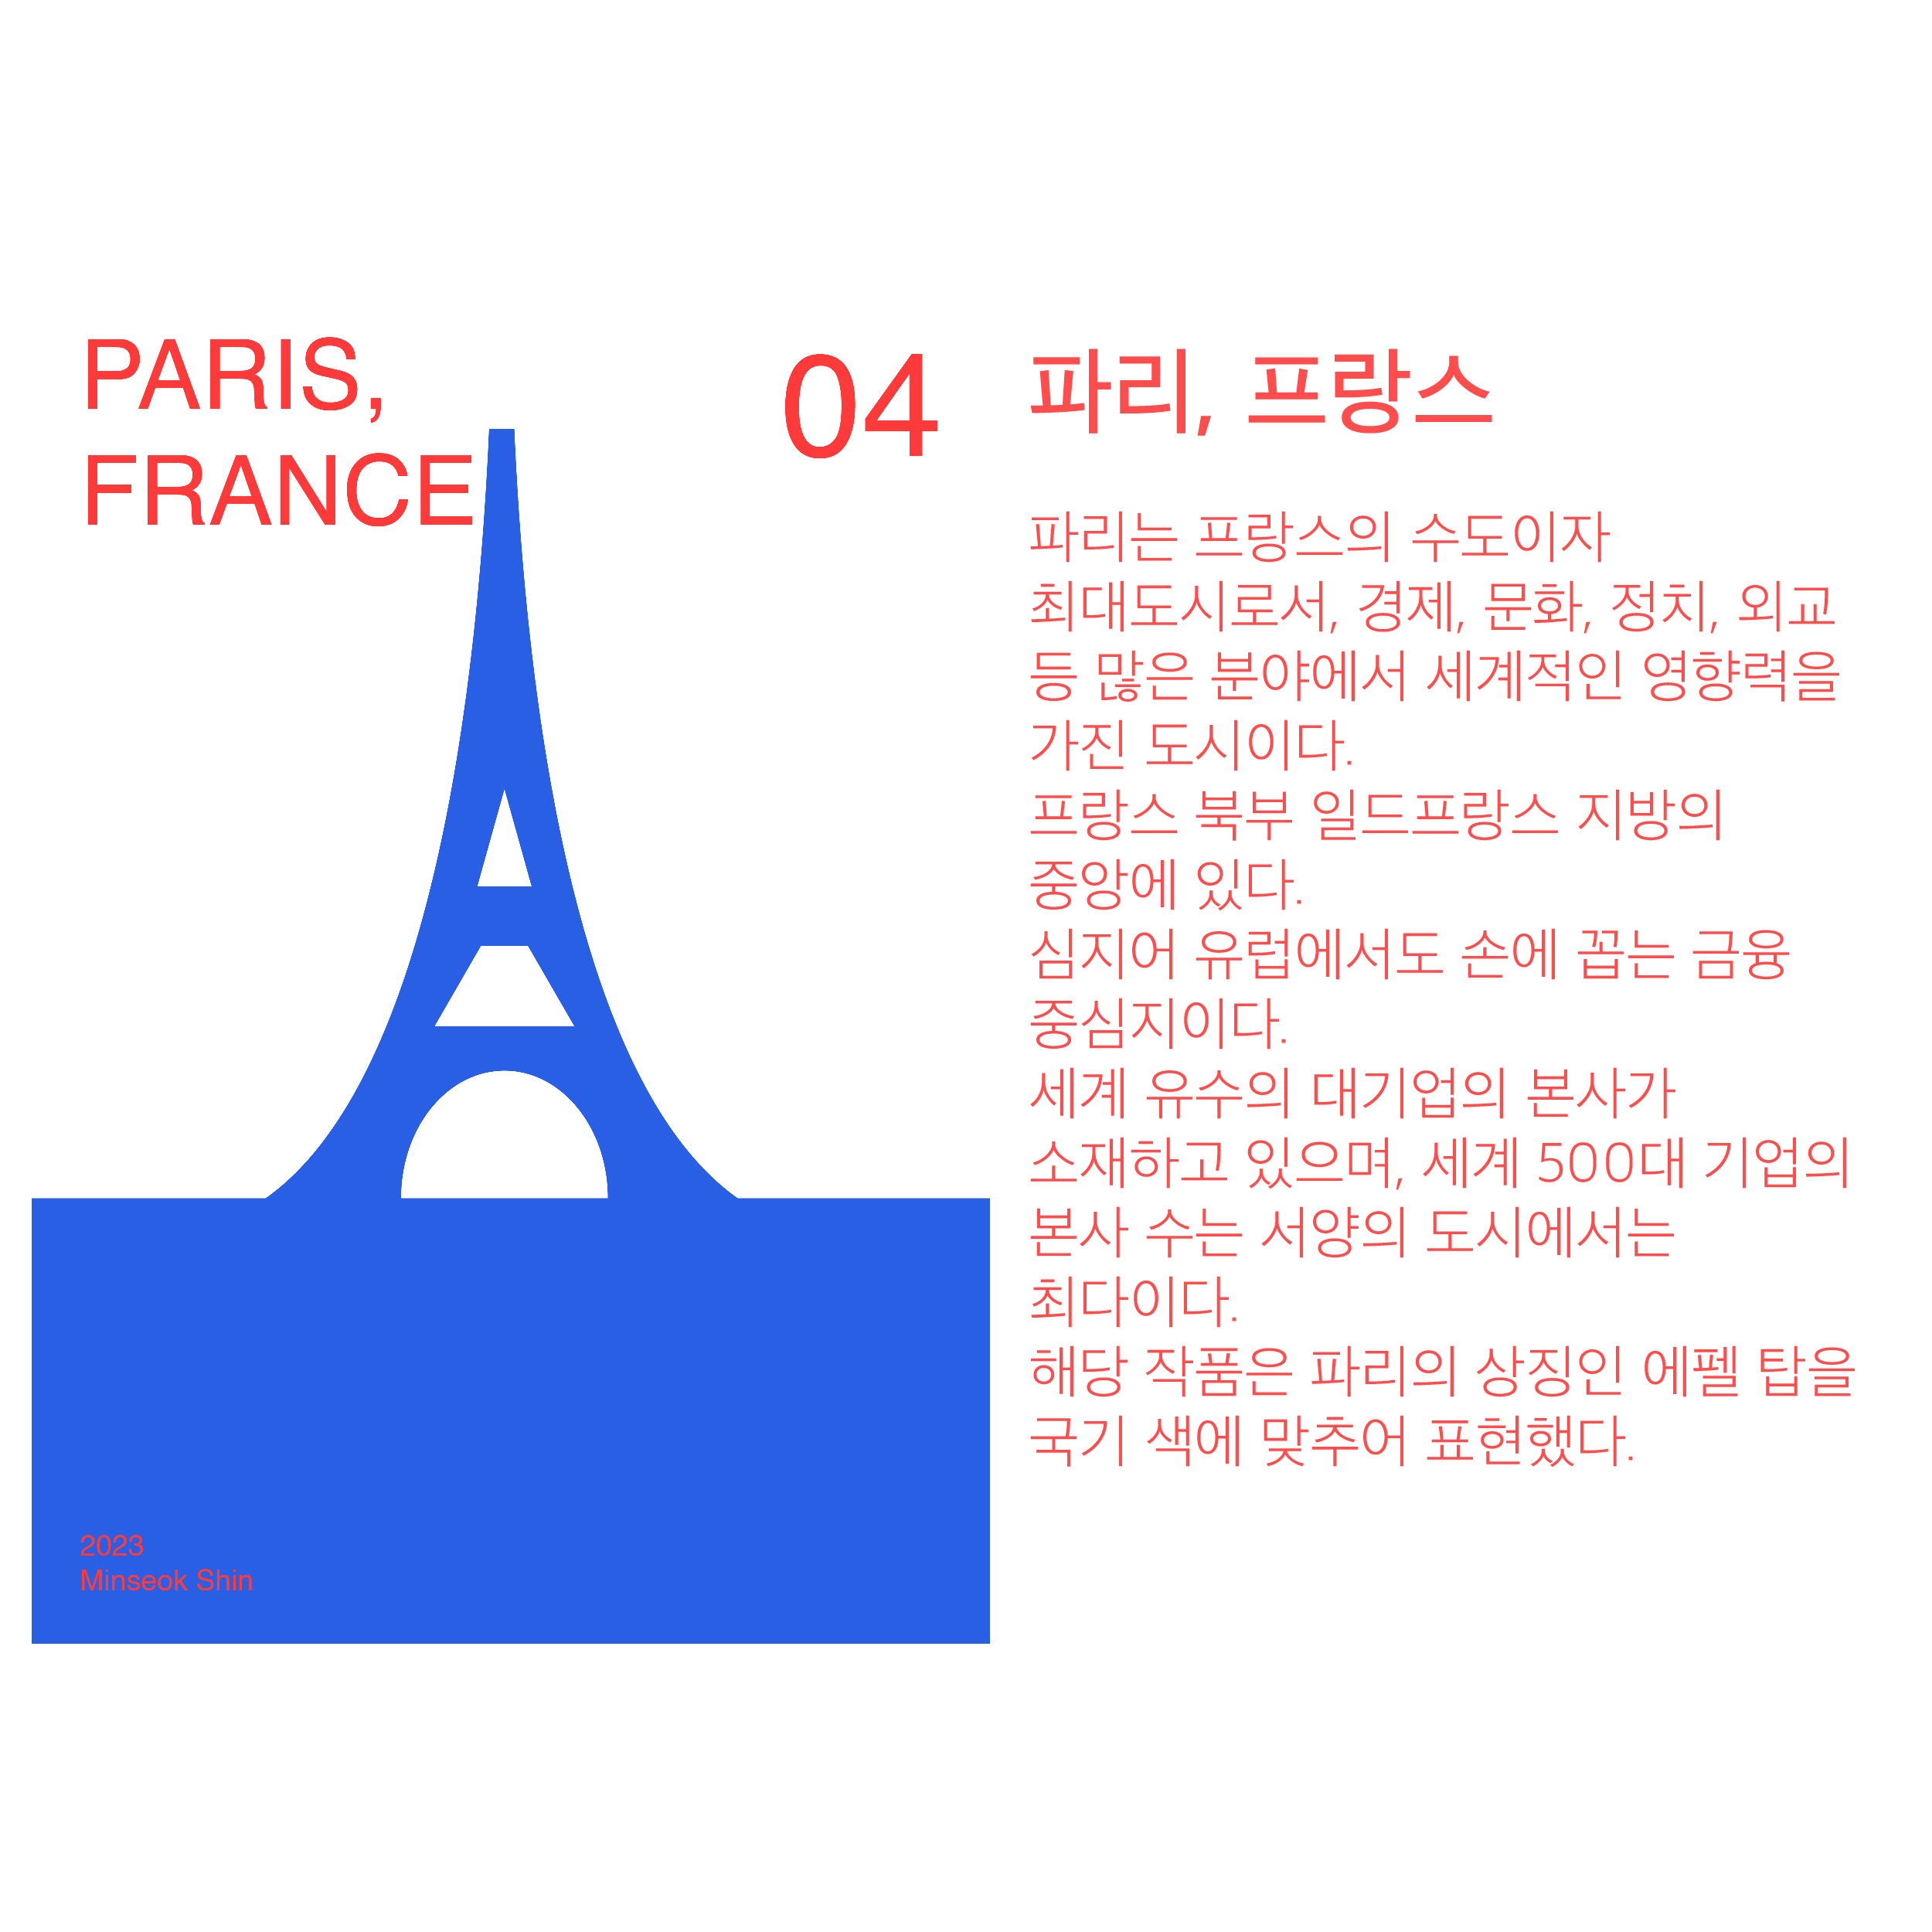 PARIS,
FRANCE
04
2023
Minseok Shin
파리, 프랑스
파리는 프랑스의 수도이자
최대도시로서, 경제, 문화, 정치, 외교
등 많은 분야에서 세계적인 영향력을
가진 도시이다.
프랑스 북부 일드프랑스 지방의
중앙에 있다.
심지어 유럽에서도 손에 꼽는 금융
중심지이다.
세계 유수의 대기업의 본사가
소재하고 있으며, 세계 500대 기업의
본사 수는 서양의 도시에서는
최다이다.
해당 작품은 파리의 상징인 에펠 탑을
국기 색에 맞추어 표현했다.